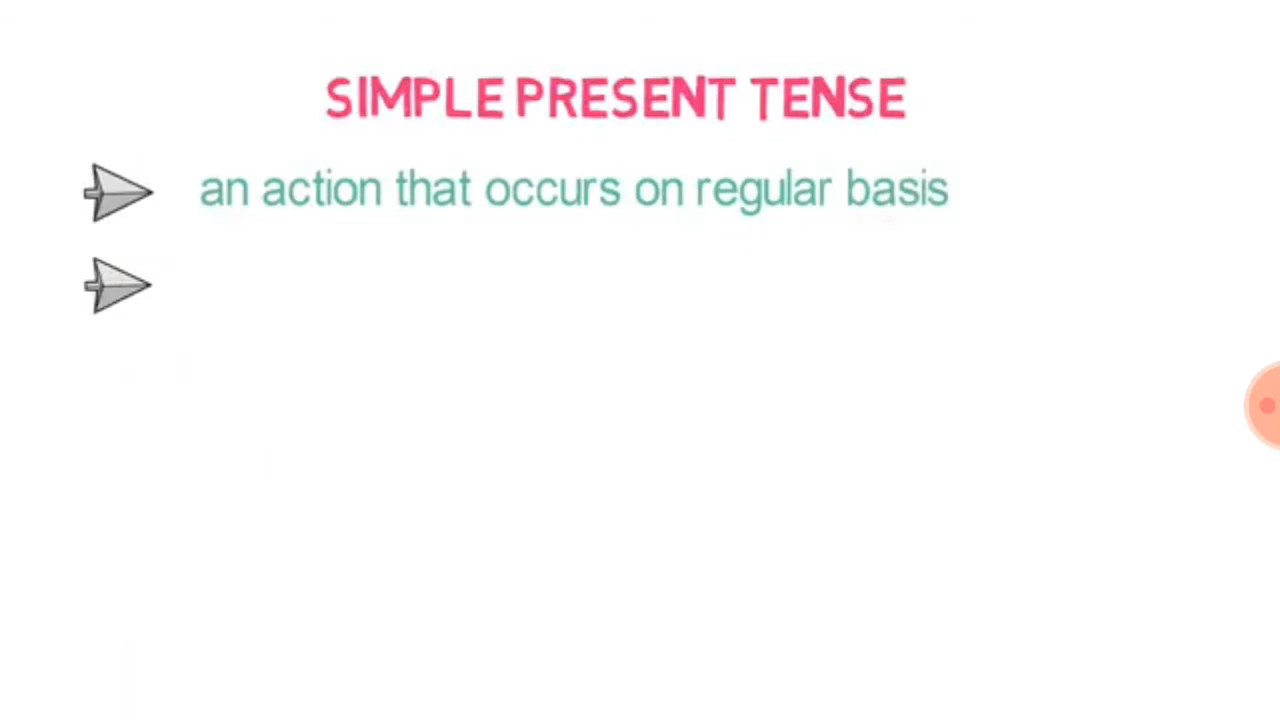 SIMPLE PRESENT TENSE
an action that occurs on regular basis